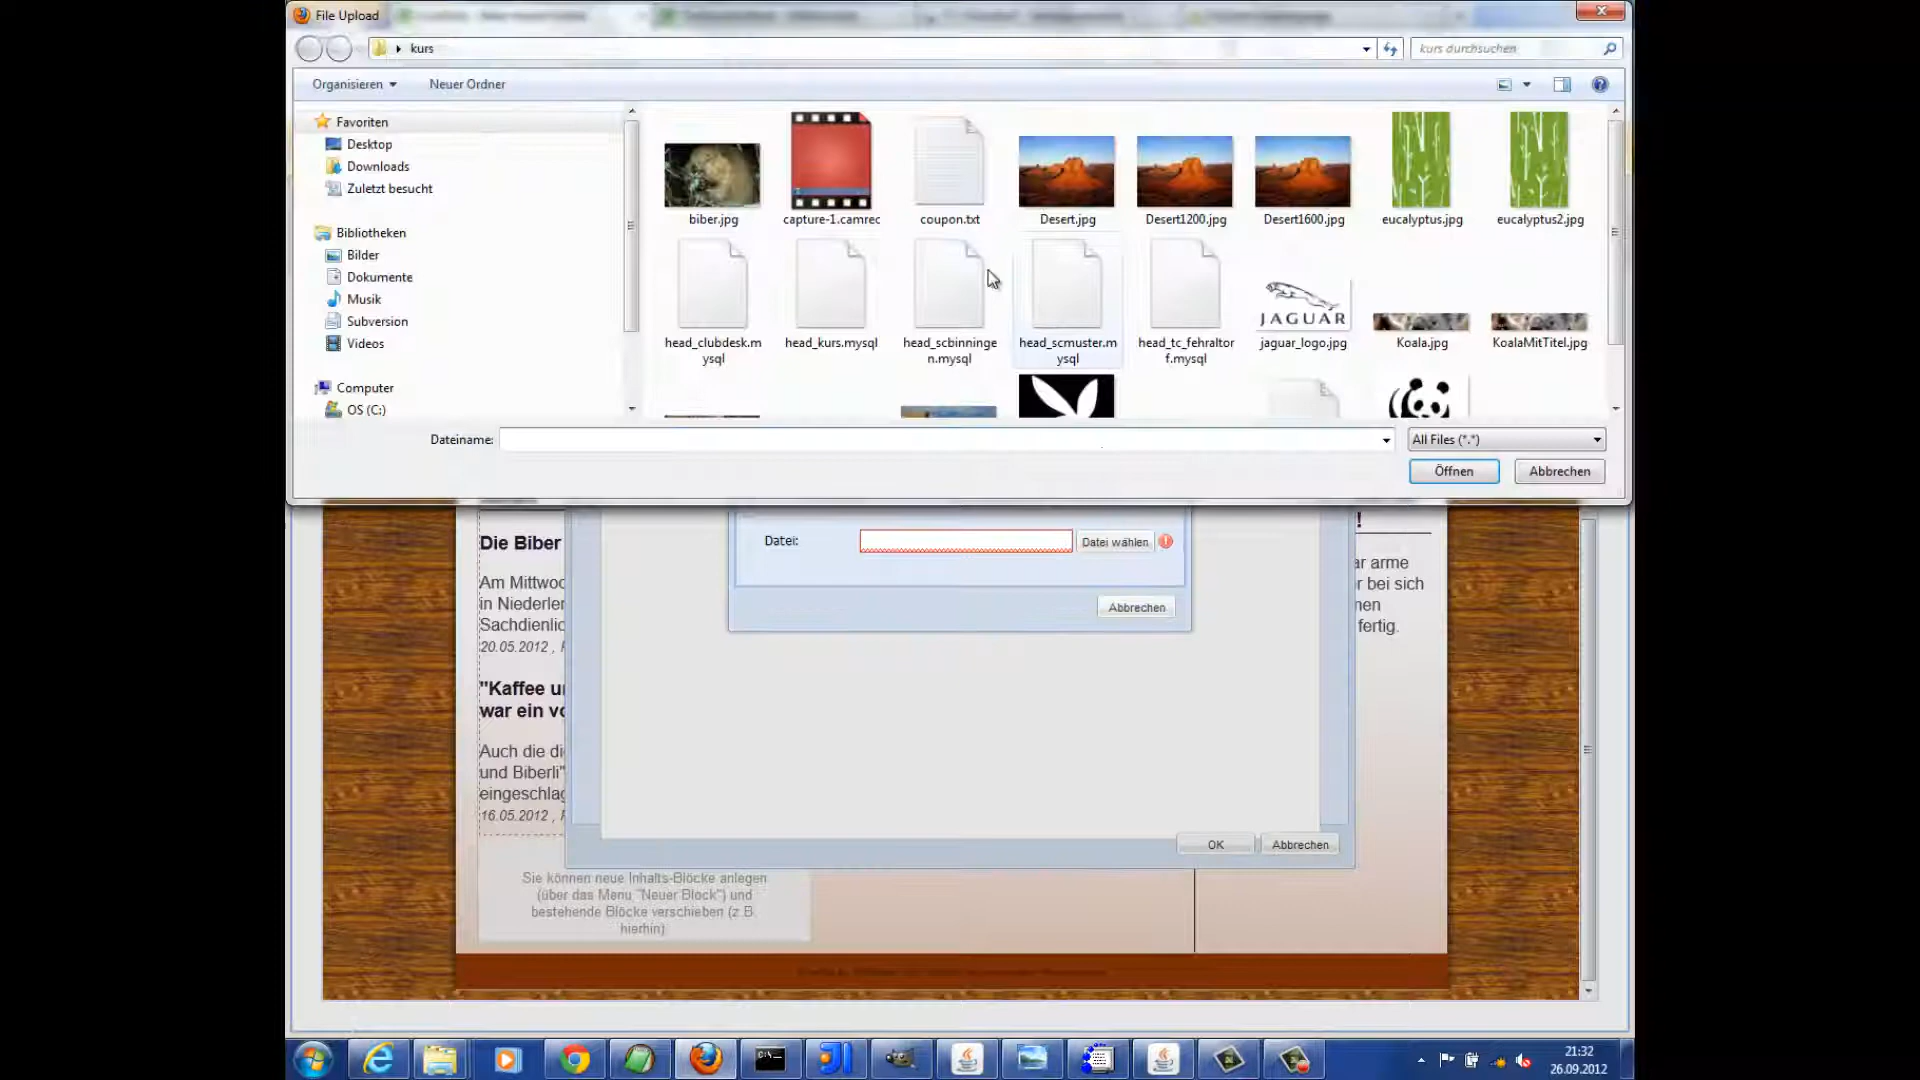 File Upload
kurs
kurs durchsuchen
Organisieren
Neuer Ordner
Favoriten
Desktop
Downloads
Zuletzt besucht
Bibliotheken
Bilder
Dokumente
Musik
Subversion
Videos
Computer
OS (C:)
biber.jpg
capture-1.camrec
coupon.txt
Desert.jpg
Desert1200.jpg
Desert1600.jpg
eucalyptus.jpg
eucalyptus2.jpg
JAGUAR
head_clubdesk.m
ysql
head_kurs.mysql
head_scbinninge
n.mysql
head_scmuster.m
ysql
head_tc_fehraltor
f.mysql
jaguar_logo.jpg
Koala.jpg
KoalaMitTitel.jpg
Dateiname:
All Files (*.*)
Öffnen
Abbrechen
Datei:
Datei wählen
Abbrechen
Die Biber
Am Mittwoc
in Niederler
Sachdienlic
20.05.2012 ,
"Kaffee u
war ein vo
Auch die di
und Biberli"
eingeschlag
16.05.2012 ,
!
ar arme
r bei sich
nen
fertig.
OK
Abbrechen
Sie können neue Inhalts-Blöcke anlegen
(über das Menu "Neuer Block") und
bestehende Blöcke verschieben (z.B.
hierhin)
21:32
26.09.2012